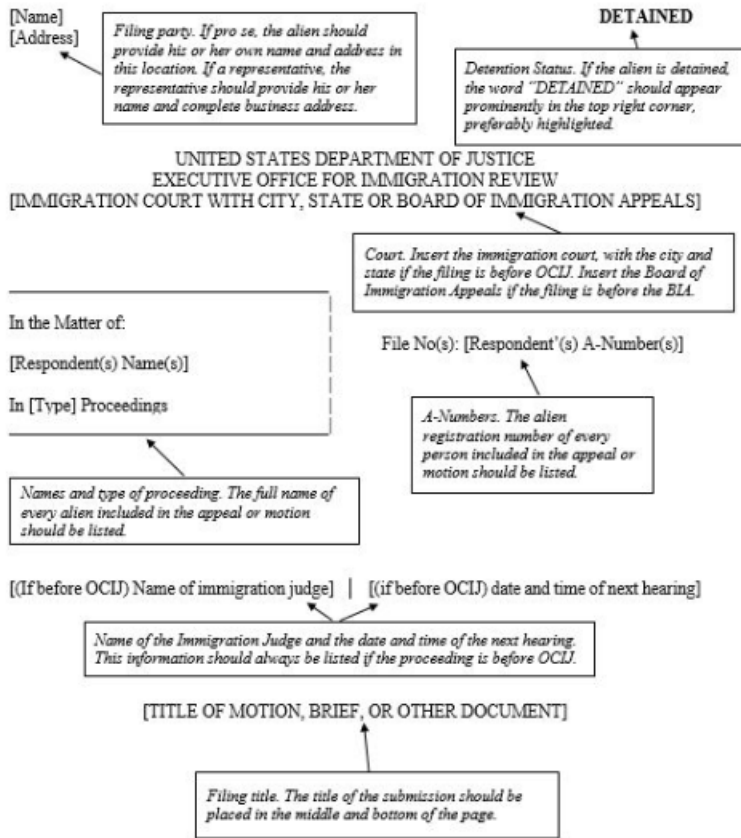 [Name]
[Address]
DETAINED
Filing party. If pro se, the alien should
provide his or her own name and address in
this location. If a representative, the
representative should provide his or her
name and complete business address.
Detention Status. If the alien is detained,
the word "DETAINED" should appear
prominently in the top right corner,
preferably highlighted.
UNITED STATES DEPARTMENT OF JUSTICE
EXECUTIVE OFFICE FOR IMMIGRATION REVIEW
[IMMIGRATION COURT WITH CITY, STATE OR BOARD OF IMMIGRATION APPEALS]
Court. Insert the immigration court, with the city and
state if the filing is before OCIJ. Insert the Board of
Immigration Appeals if the filing is before the BIA.
In the Matter of:
[Respondent(s) Name(s)]
In [Type] Proceedings
File No(s): [Respondent'(s) A-Number(s)]
A-Numbers. The alien
registration number of every
person included in the appeal or
motion should be listed.
Names and type of proceeding. The full name of
every alien included in the appeal or motion
should be listed.
[(If before OCIJ) Name of immigration judge] | [(if before OCIJ) date and time of next hearing]
Name of the Immigration Judge and the date and time of the next hearing.
This information should always be listed if the proceeding is before OCIJ.
[TITLE OF MOTION, BRIEF, OR OTHER DOCUMENT]
Filing title. The title of the submission should be
placed in the middle and bottom of the page.